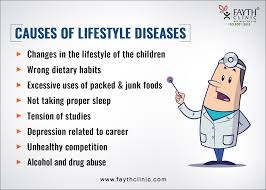 FAYTH
CLINIC
CAUSES OF LIFESTYLE DISEASES
Changes in the lifestyle of the children
Wrong dietary habits
Excessive uses of packed & junk foods
Not taking proper sleep
Tension of studies
Depression related to career
Unhealthy competition
Alcohol and drug abuse
www.faythclinic.com